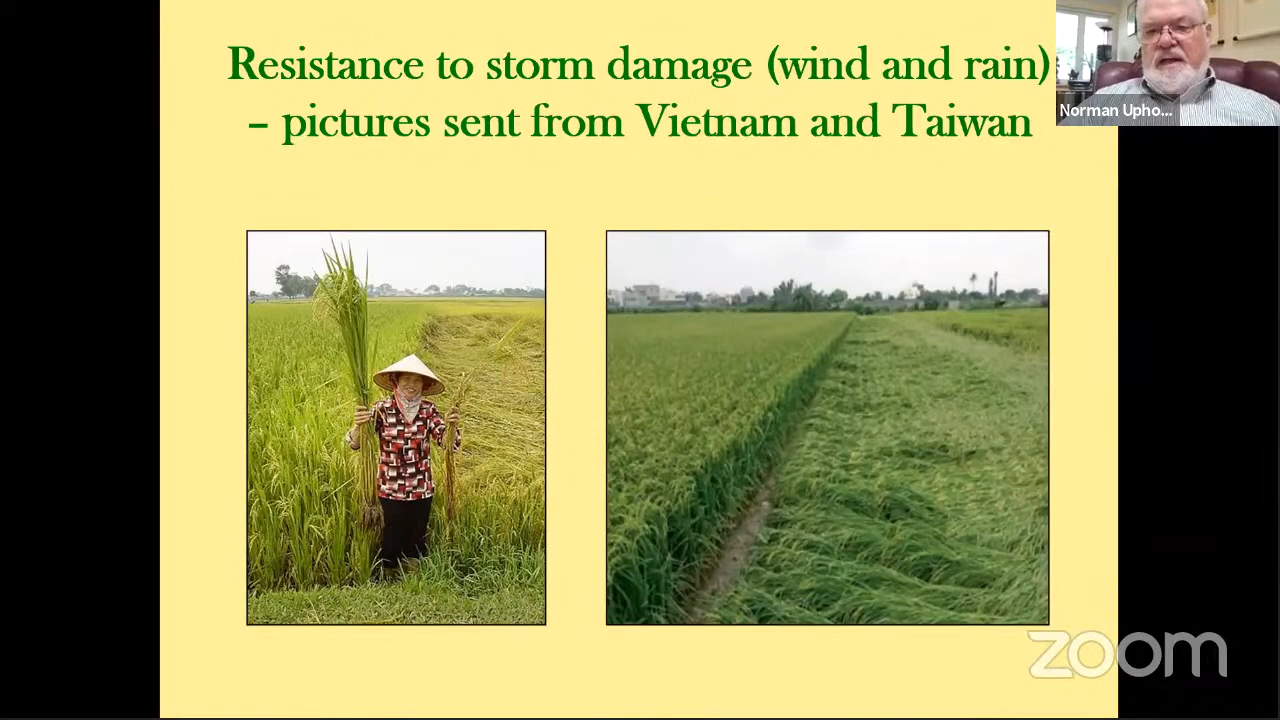 Resistance to storm damage (wind and rain)
– pictures sent from Vietnam and Taiwan
Norman Upho...
zoom